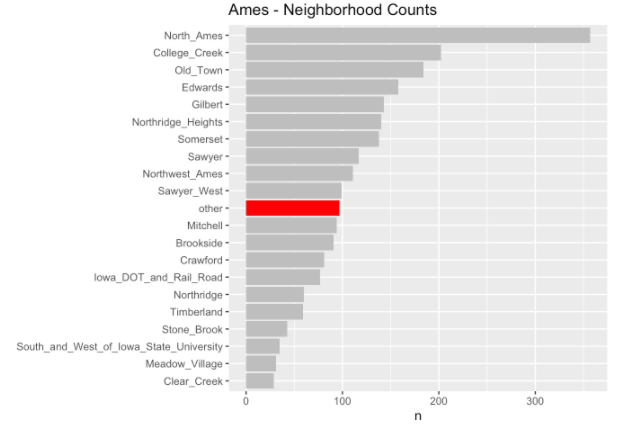 Ames - Neighborhood Counts
North_Ames
College_Creek
Old_Town
Edwards
Gilbert
Northridge_Heights
Somerset
Sawyer
Northwest_Ames
Sawyer_West
other
Mitchell
Brookside
Crawford
Iowa_DOT_and_Rail_Road
Northridge
Timberland
Stone_Brook
South_and_West_of_Iowa_State_University
Meadow_Village
Clear_Creek
0 100 200 300
n